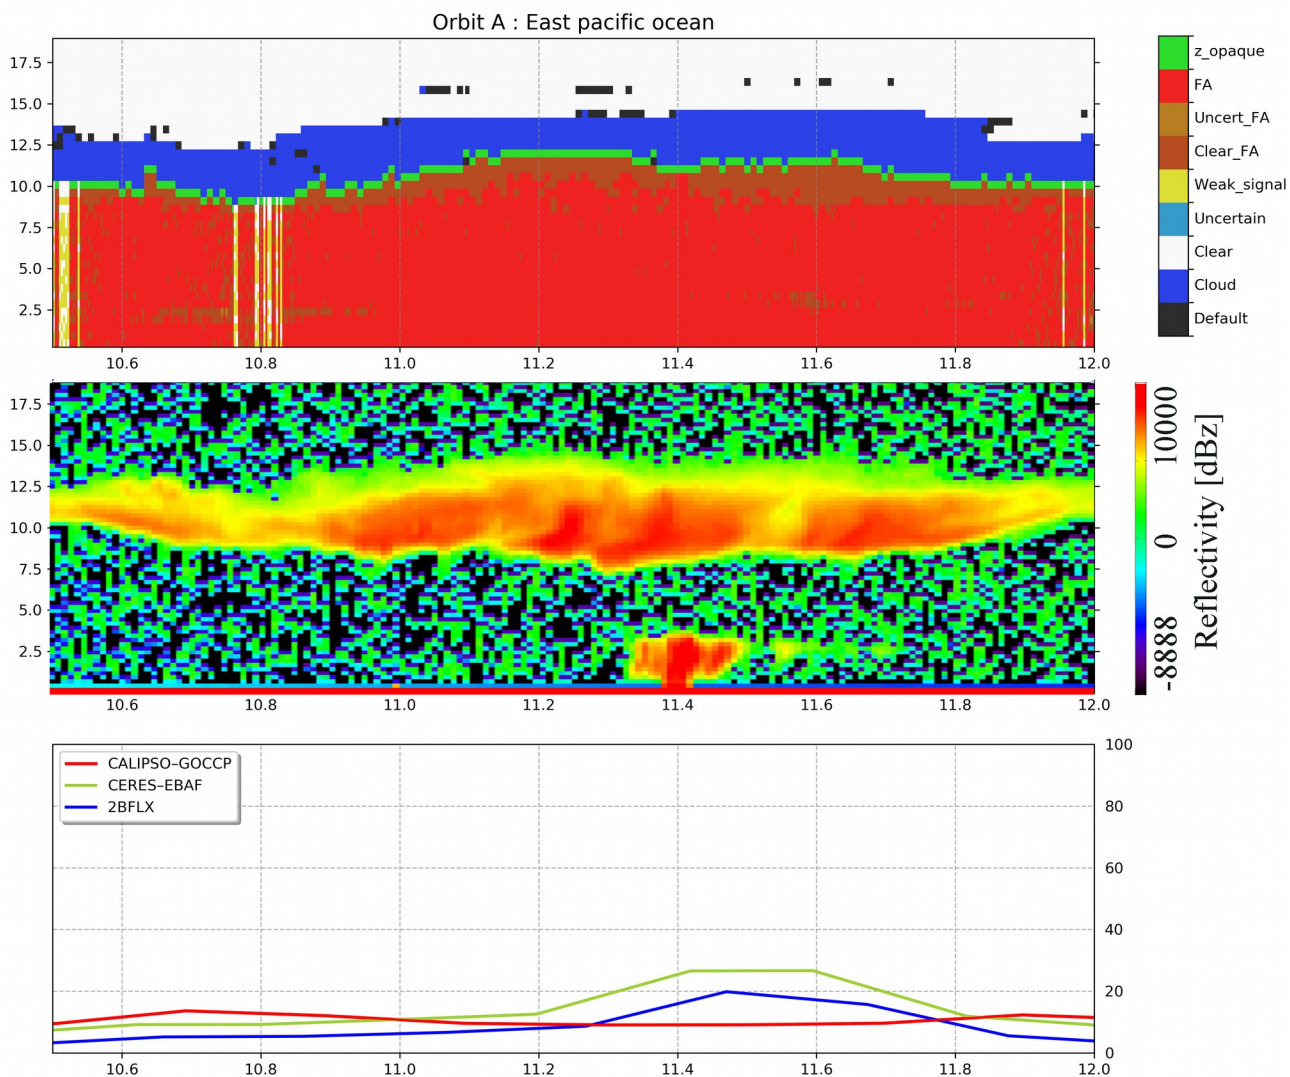 Orbit A : East pacific ocean
17.5
15.0
12.5
10.0
7.5
5.0
2.5
10.6 10.8 11.0 11.2 11.4 11.6 11.8 12.0
z_opaque
FA
Uncert_FA
Clear_FA
Weak_signal
Uncertain
Clear
Cloud
Default
17.5
15.0
12.5
10.0
7.5
5.0
2.5
10.6 10.8 11.0 11.2 11.4 11.6 11.8 12.0
10000
0
-8888
Reflectivity [dBz]
CALIPSO–GOCCP
CERES–EBAF
2BFLX
100
80
60
40
20
0
10.6 10.8 11.0 11.2 11.4 11.6 11.8 12.0